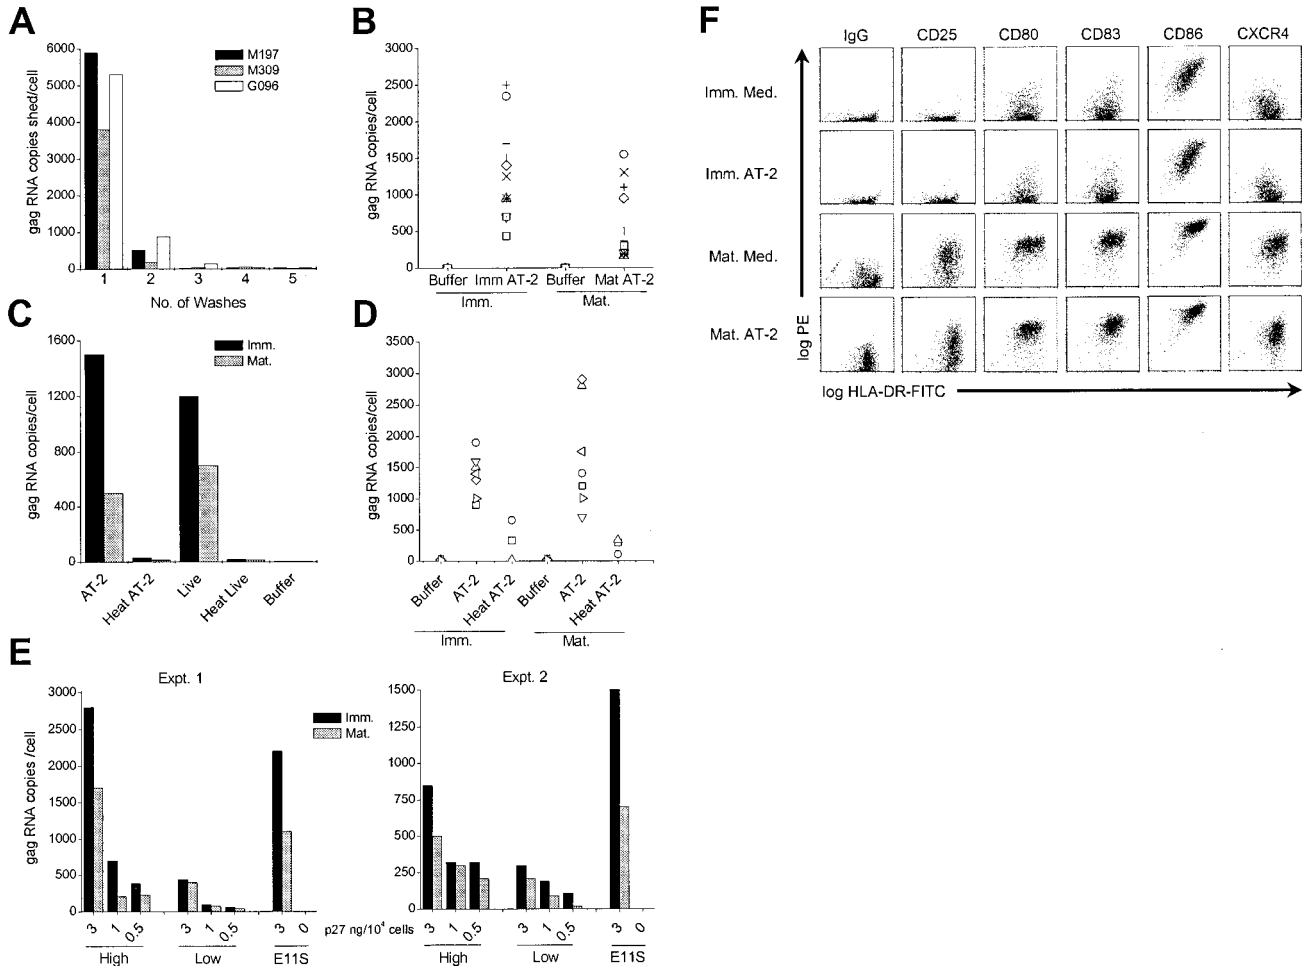 A
gag RNA copies shed/cell
6000
5000
4000
3000
2000
1000
0
M197
M309
G096
1 2 3 4 5
No. of Washes
B
gag RNA copies/cell
3000
2500
2000
1500
1000
500
0
Buffer Imm AT-2 Buffer Mat AT-2
Imm. Mat.
C
gag RNA copies/cell
1600
1200
800
400
0
Imm.
Mat.
AT-2
Heat AT-2
Live
Heat Live
Buffer
D
gag RNA copies/cell
3500
3000
2500
2000
1500
1000
500
0
Buffer
AT-2
Heat AT-2
Buffer
AT-2
Heat AT-2
Imm. Mat.
E
Expt. 1
gag RNA copies /cell
3000
2500
2000
1500
1000
500
0
Imm.
Mat.
3 1 0.5 3 1 0.5 3 0
High Low E11S
p27 ng/10⁴ cells
Expt. 2
1500
1250
1000
750
500
250
0
3 1 0.5 3 1 0.5 3 0
High Low E11S
F
IgG CD25 CD80 CD83 CD86 CXCR4
Imm. Med.
Imm. AT-2
Mat. Med.
Mat. AT-2
log PE
log HLA-DR-FITC